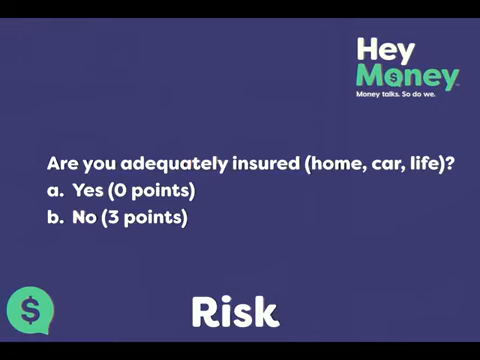 Hey
Money
Money talks. So do we.
Are you adequately insured (home, car, life)?
a. Yes (0 points)
b. No (3 points)
$
Risk